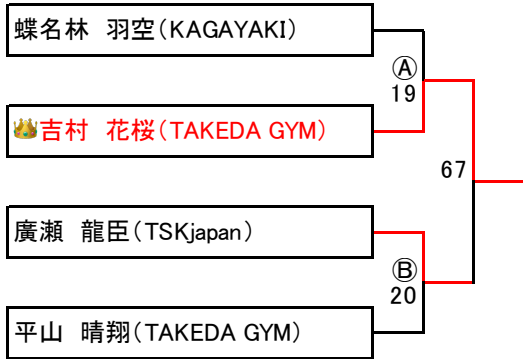 蝶名林　羽空（KAGAYAKI）
Ⓐ
19
👑吉村　花桜（TAKEDA GYM）
67
廣瀬　龍臣（TSKjapan）
Ⓑ
20
平山　晴翔（TAKEDA GYM）